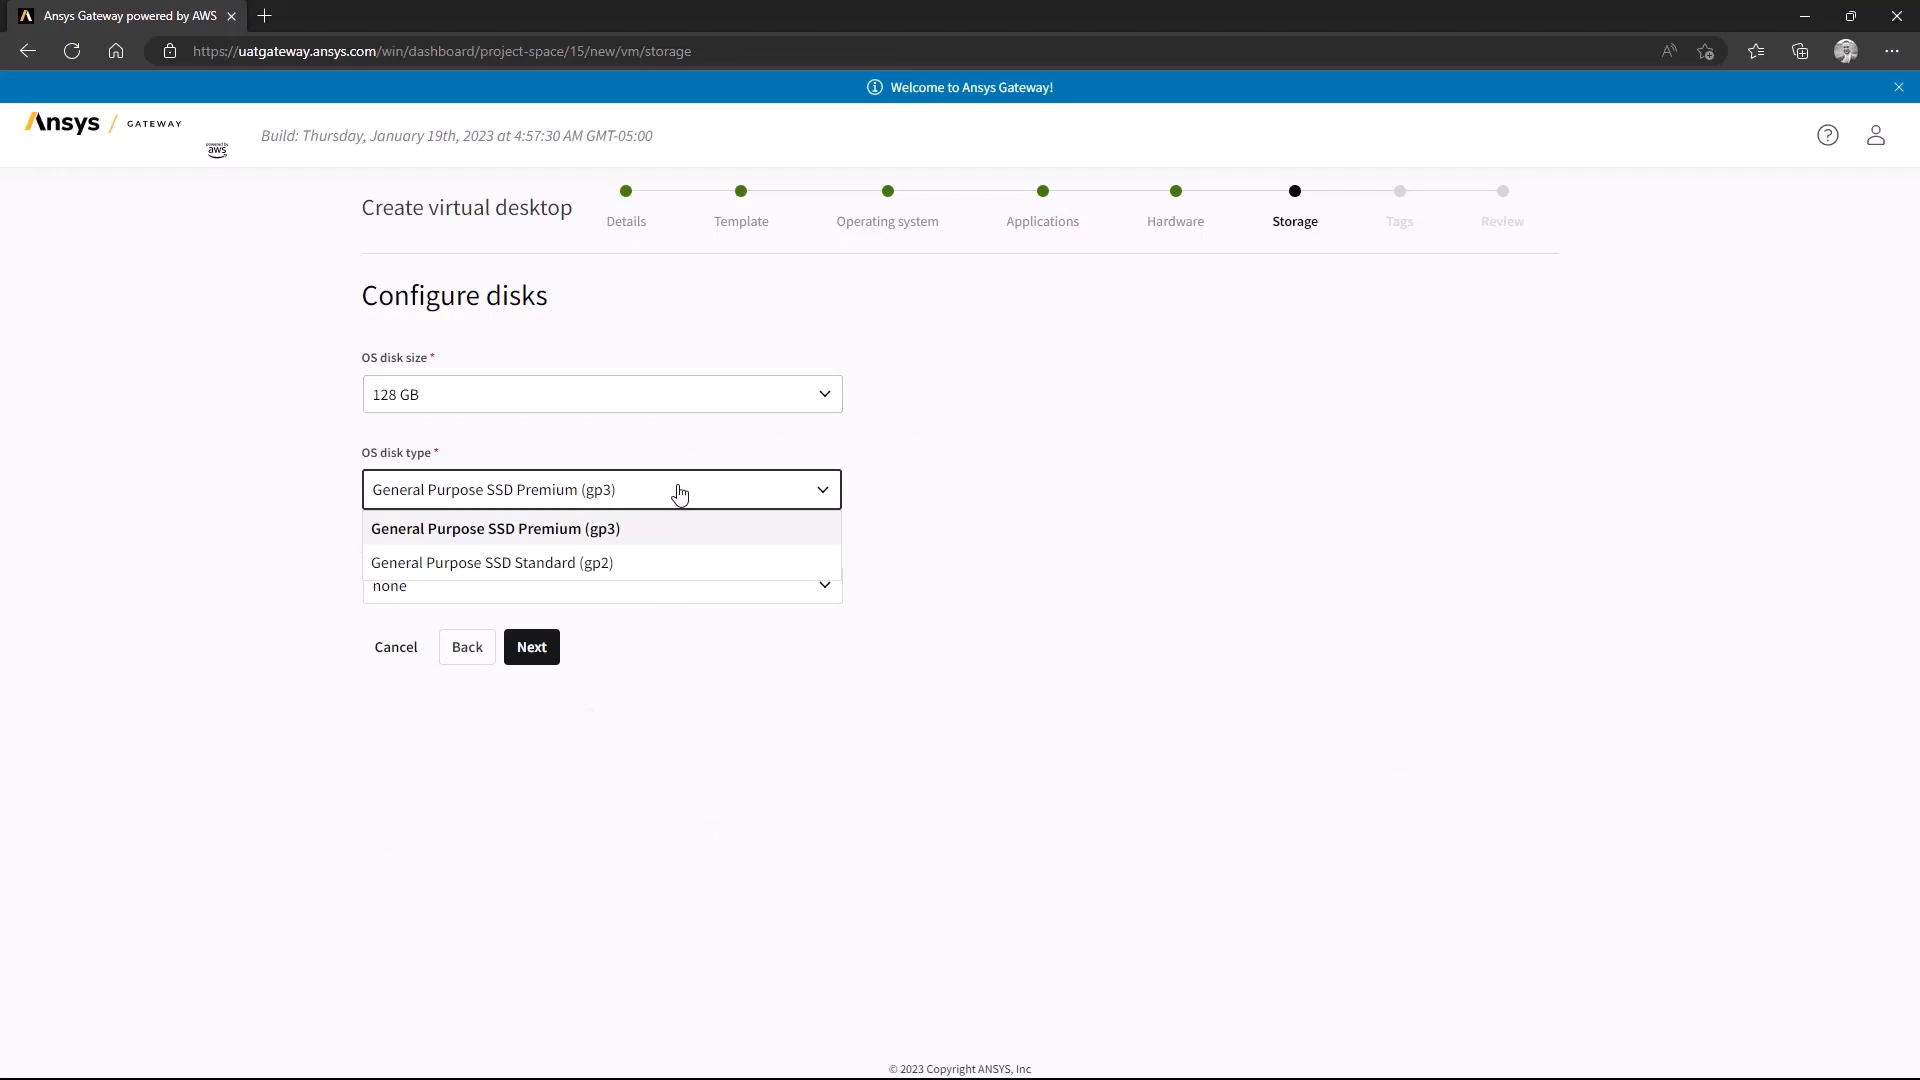 Ansys Gateway powered by AWS
https://uatgateway.ansys.com/win/dashboard/project-space/15/new/vm/storage
Welcome to Ansys Gateway!
Ansys / GATEWAY
powered by
aws
Build: Thursday, January 19th, 2023 at 4:57:30 AM GMT-05:00
Create virtual desktop
Details
Template
Operating system
Applications
Hardware
Storage
Tags
Review
Configure disks
OS disk size *
128 GB
OS disk type *
General Purpose SSD Premium (gp3)
General Purpose SSD Premium (gp3)
General Purpose SSD Standard (gp2)
none
Cancel
Back
Next
© 2023 Copyright ANSYS, Inc